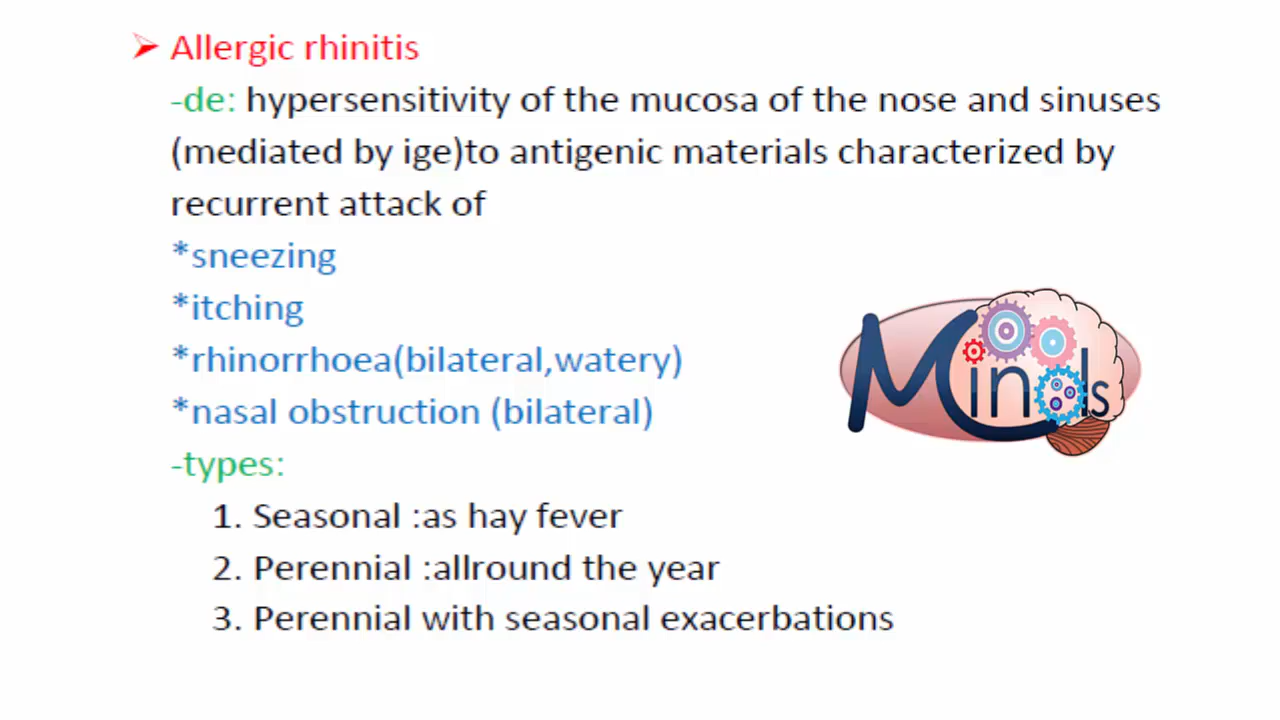 ➢ Allergic rhinitis
-de: hypersensitivity of the mucosa of the nose and sinuses
(mediated by ige)to antigenic materials characterized by
recurrent attack of
*sneezing
*itching
*rhinorrhoea(bilateral,watery)
*nasal obstruction (bilateral)
-types:
1. Seasonal :as hay fever
2. Perennial :allround the year
3. Perennial with seasonal exacerbations
Minds